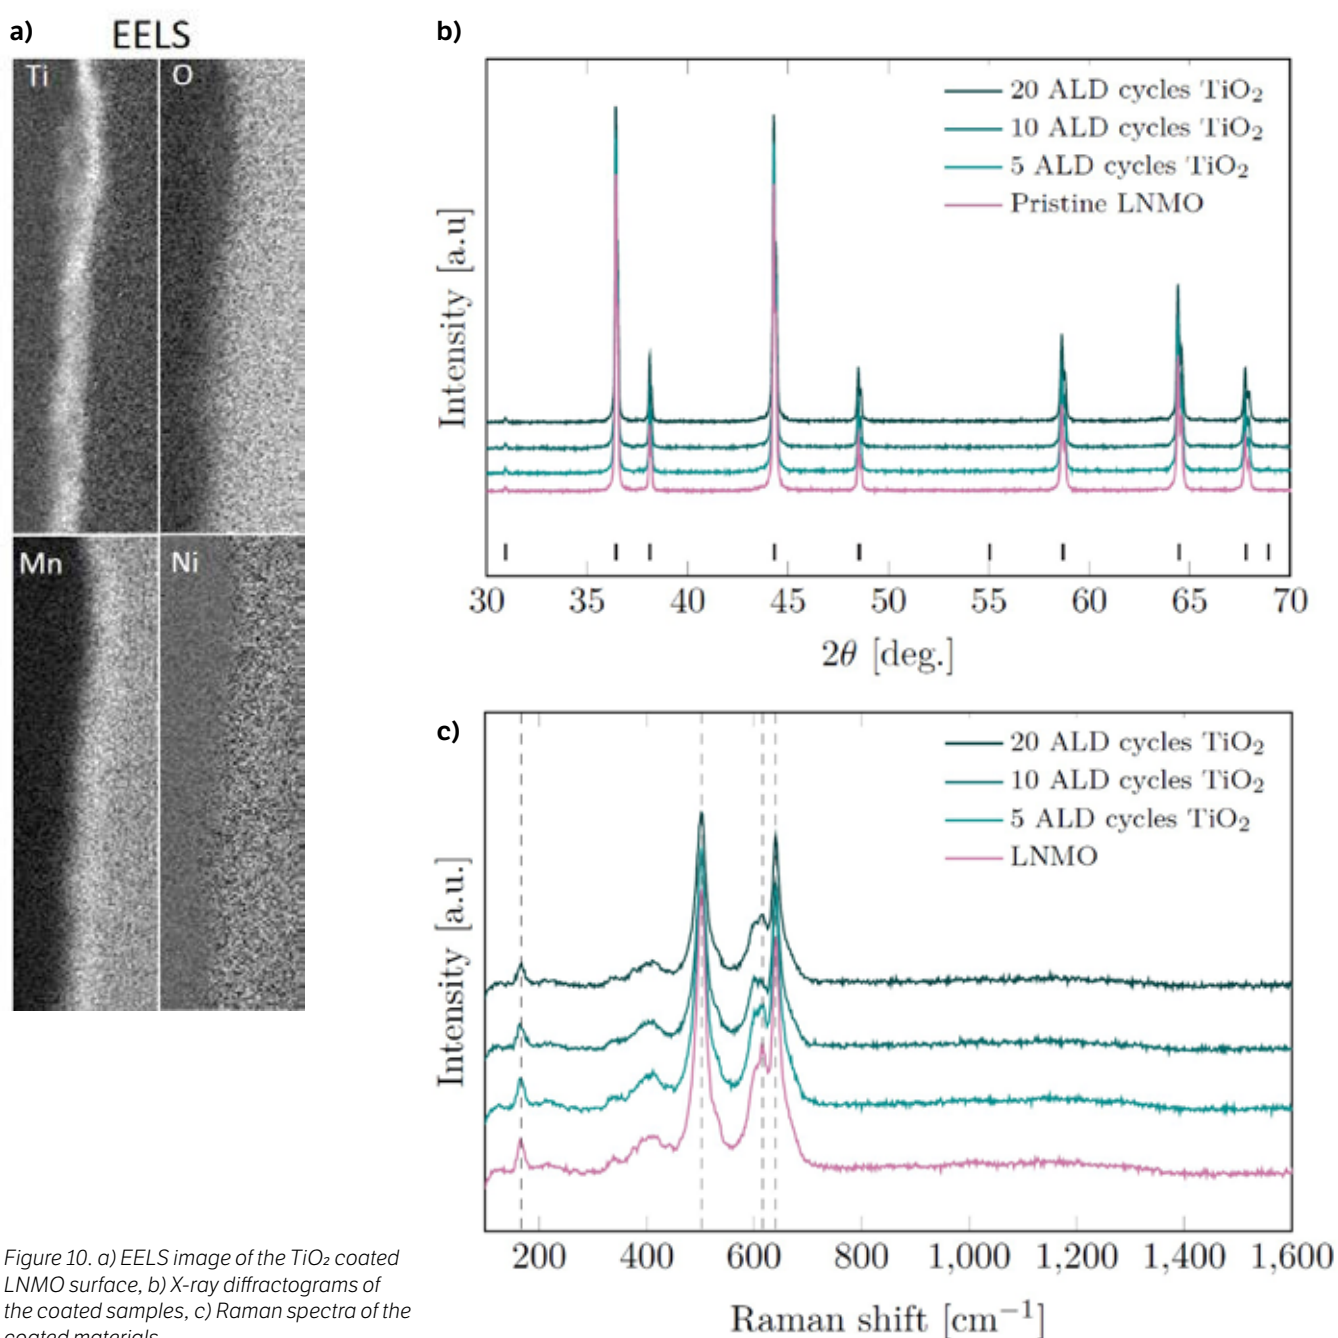 a)
EELS
Ti
O
Mn
Ni
b)
20 ALD cycles TiO₂
10 ALD cycles TiO₂
5 ALD cycles TiO₂
Pristine LNMO
Intensity [a.u]
30 35 40 45 50 55 60 65 70
2θ [deg.]
c)
20 ALD cycles TiO₂
10 ALD cycles TiO₂
5 ALD cycles TiO₂
LNMO
Intensity [a.u.]
200 400 600 800 1,000 1,200 1,400 1,600
Raman shift [cm⁻¹]
Figure 10. a) EELS image of the TiO₂ coated
LNMO surface, b) X-ray diffractograms of
the coated samples, c) Raman spectra of the
coated materials